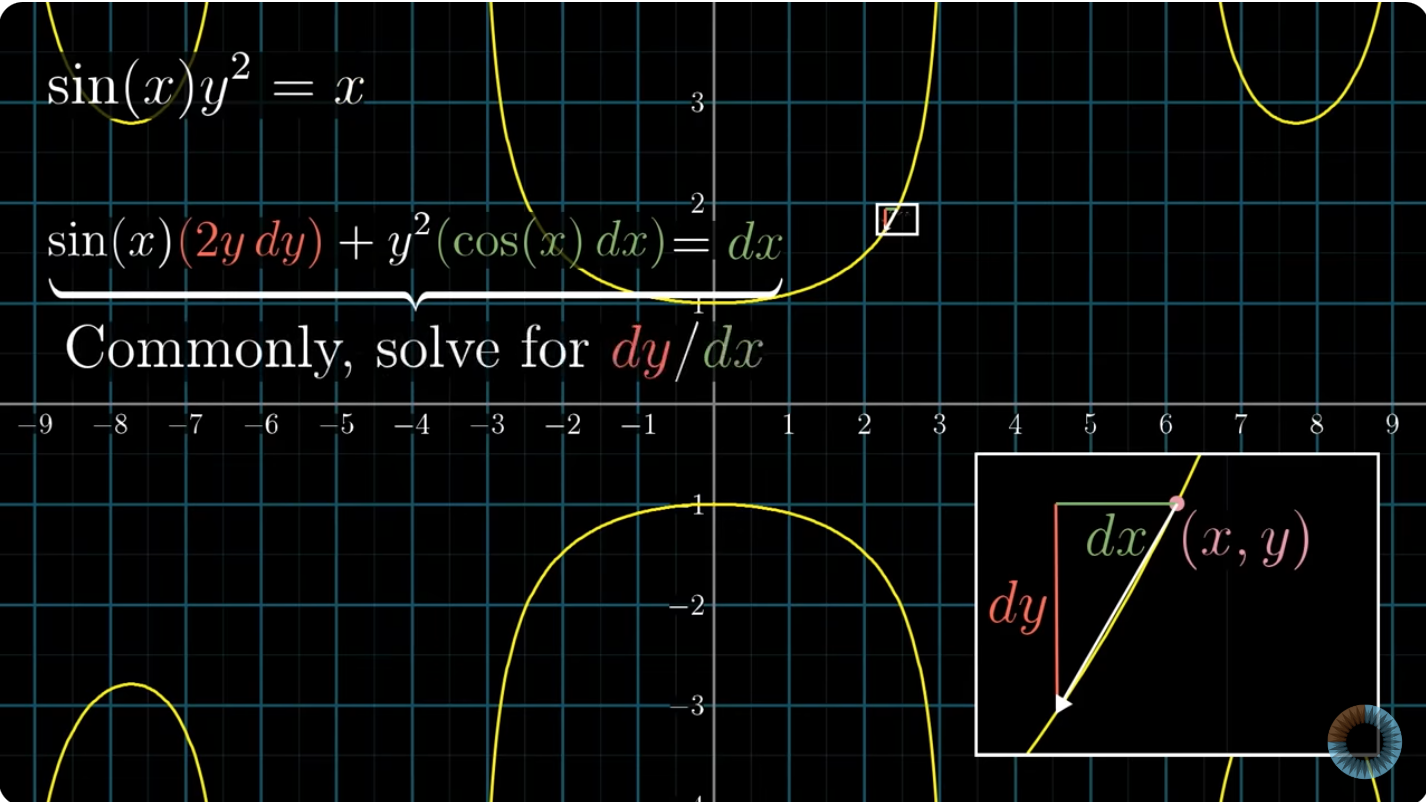 sin(x)y² = x
3
2
sin(x)(2y dy) + y²(cos(x) dx) = dx
1
Commonly, solve for dy/dx
−9 −8 −7 −6 −5 −4 −3 −2 −1 1 2 3 4 5 6 7 8 9
−1
dx (x, y)
−2
dy
−3